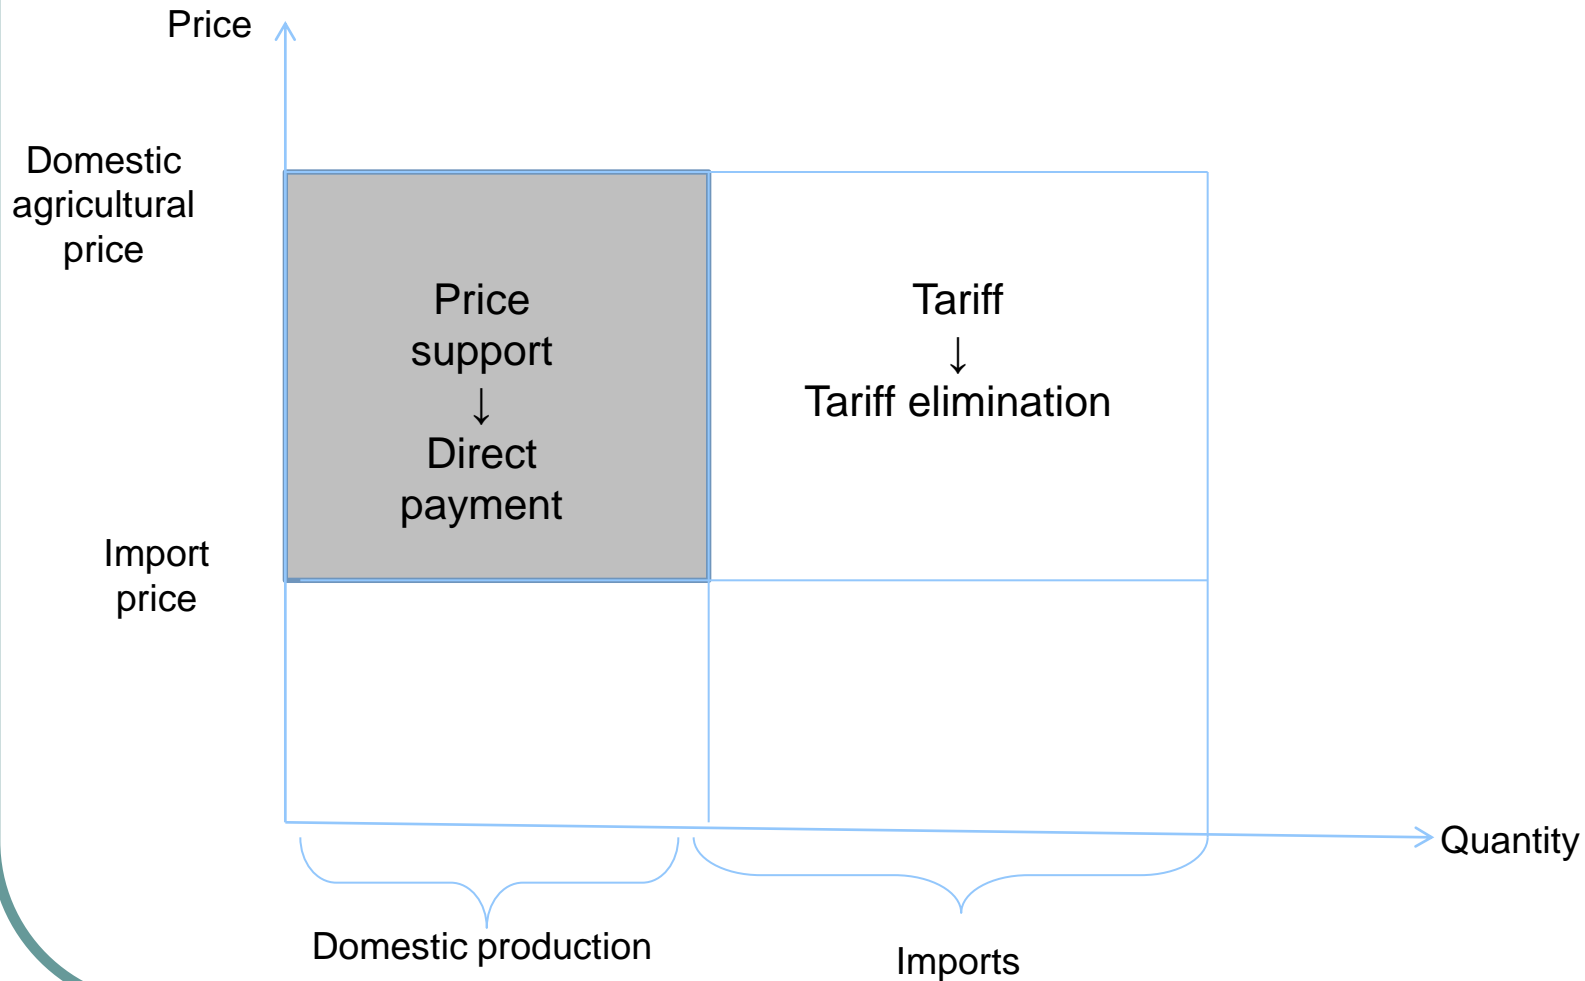 Price
Domestic
agricultural
price
Price
support
↓
Direct
payment
Tariff
↓
Tariff elimination
Import
price
Quantity
Domestic production
Imports